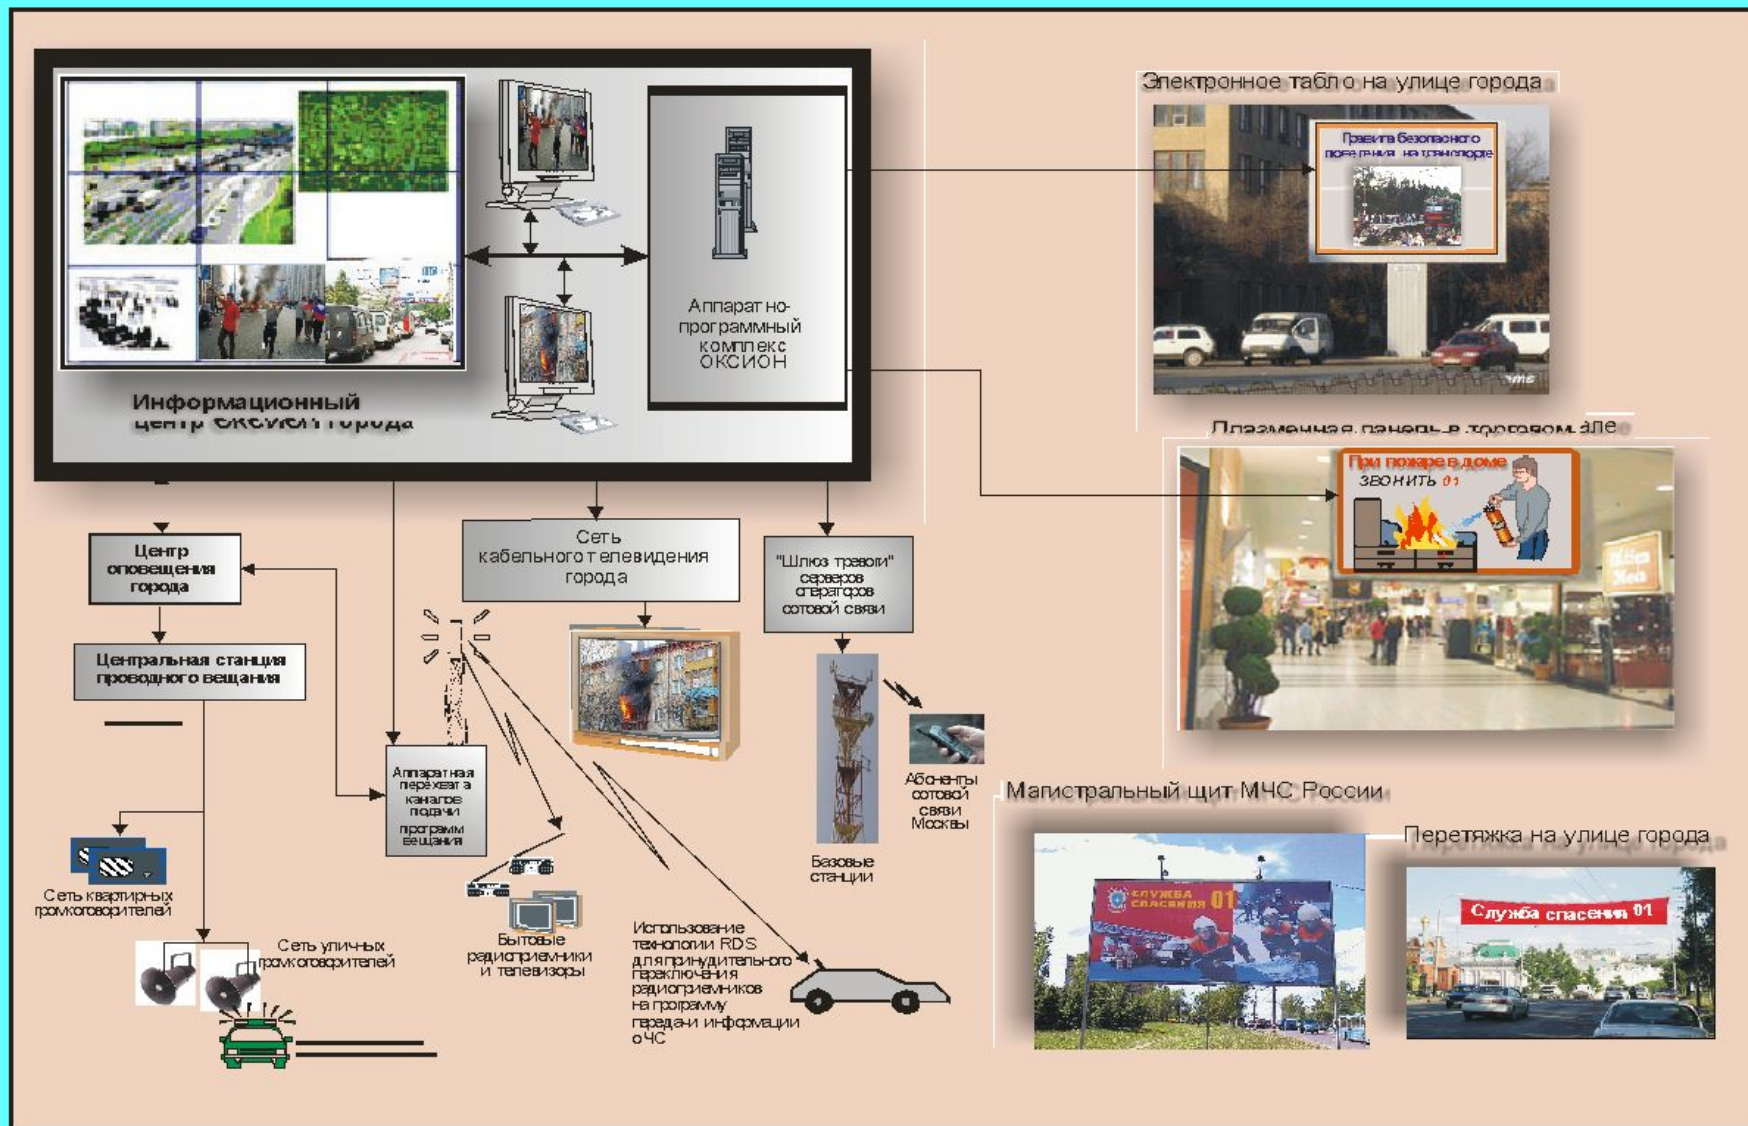 Электронное табло на улице города
Правила безопасного
поведения на транспорте
Аппаратно-
программный
комплекс
ОКСИОН
Информационный
центр ОКСИОН города
Плазменная панель в торговом зале
При пожаре в доме
ЗВОНИТЬ 01
Центр
оповещения
города
Сеть
кабельного телевидения
города
"Шлюз тревоги"
серверов
операторов
сотовой связи
Центральная станция
проводного вещания
Аппаратная
перехвата
каналов
подачи
программ
вещания
Абоненты
сотовой
связи
Москвы
Базовые
станции
Сеть квартирных
громкоговорителей
Сеть уличных
громкоговорителей
Бытовые
радиоприемники
и телевизоры
Использование
технологии RDS
для принудительного
переключения
радиоприемников
на программу
передачи информации
о ЧС
Магистральный щит МЧС России
СЛУЖБА
СПАСЕНИЯ 01
Перетяжка на улице города
Служба спасения 01